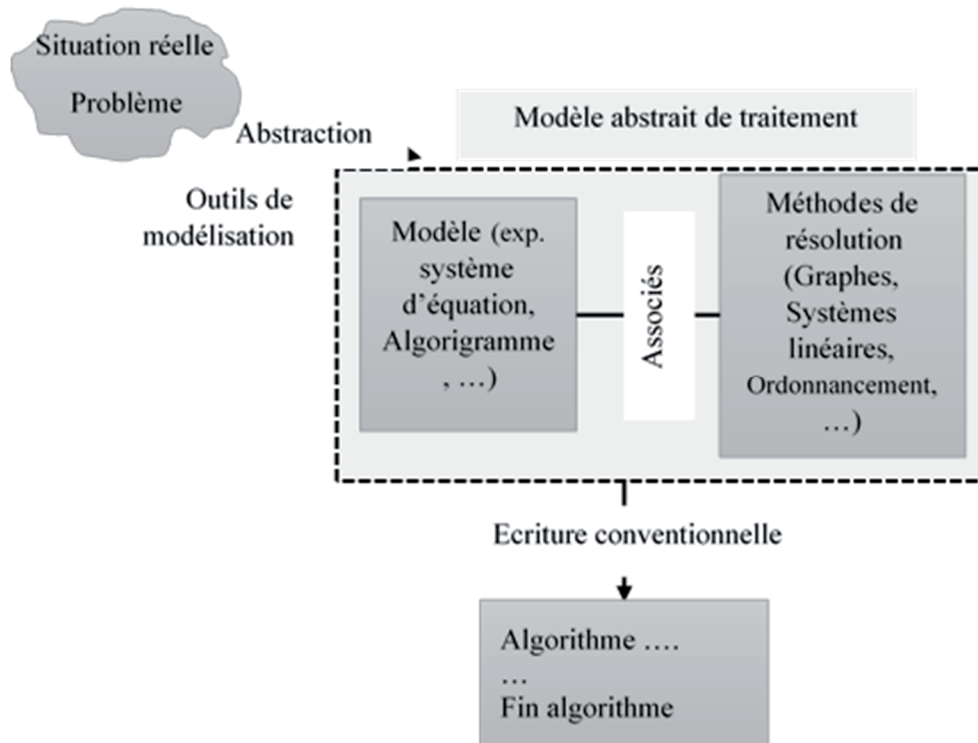 Situation réelle
Problème
Abstraction
Modèle abstrait de traitement
Outils de
modélisation
Modèle (exp.
système
d’équation,
Algorigramme
, …)
Associés
Méthodes de
résolution
(Graphes,
Systèmes
linéaires,
Ordonnancement,
…)
Ecriture conventionnelle
Algorithme ….
…
Fin algorithme